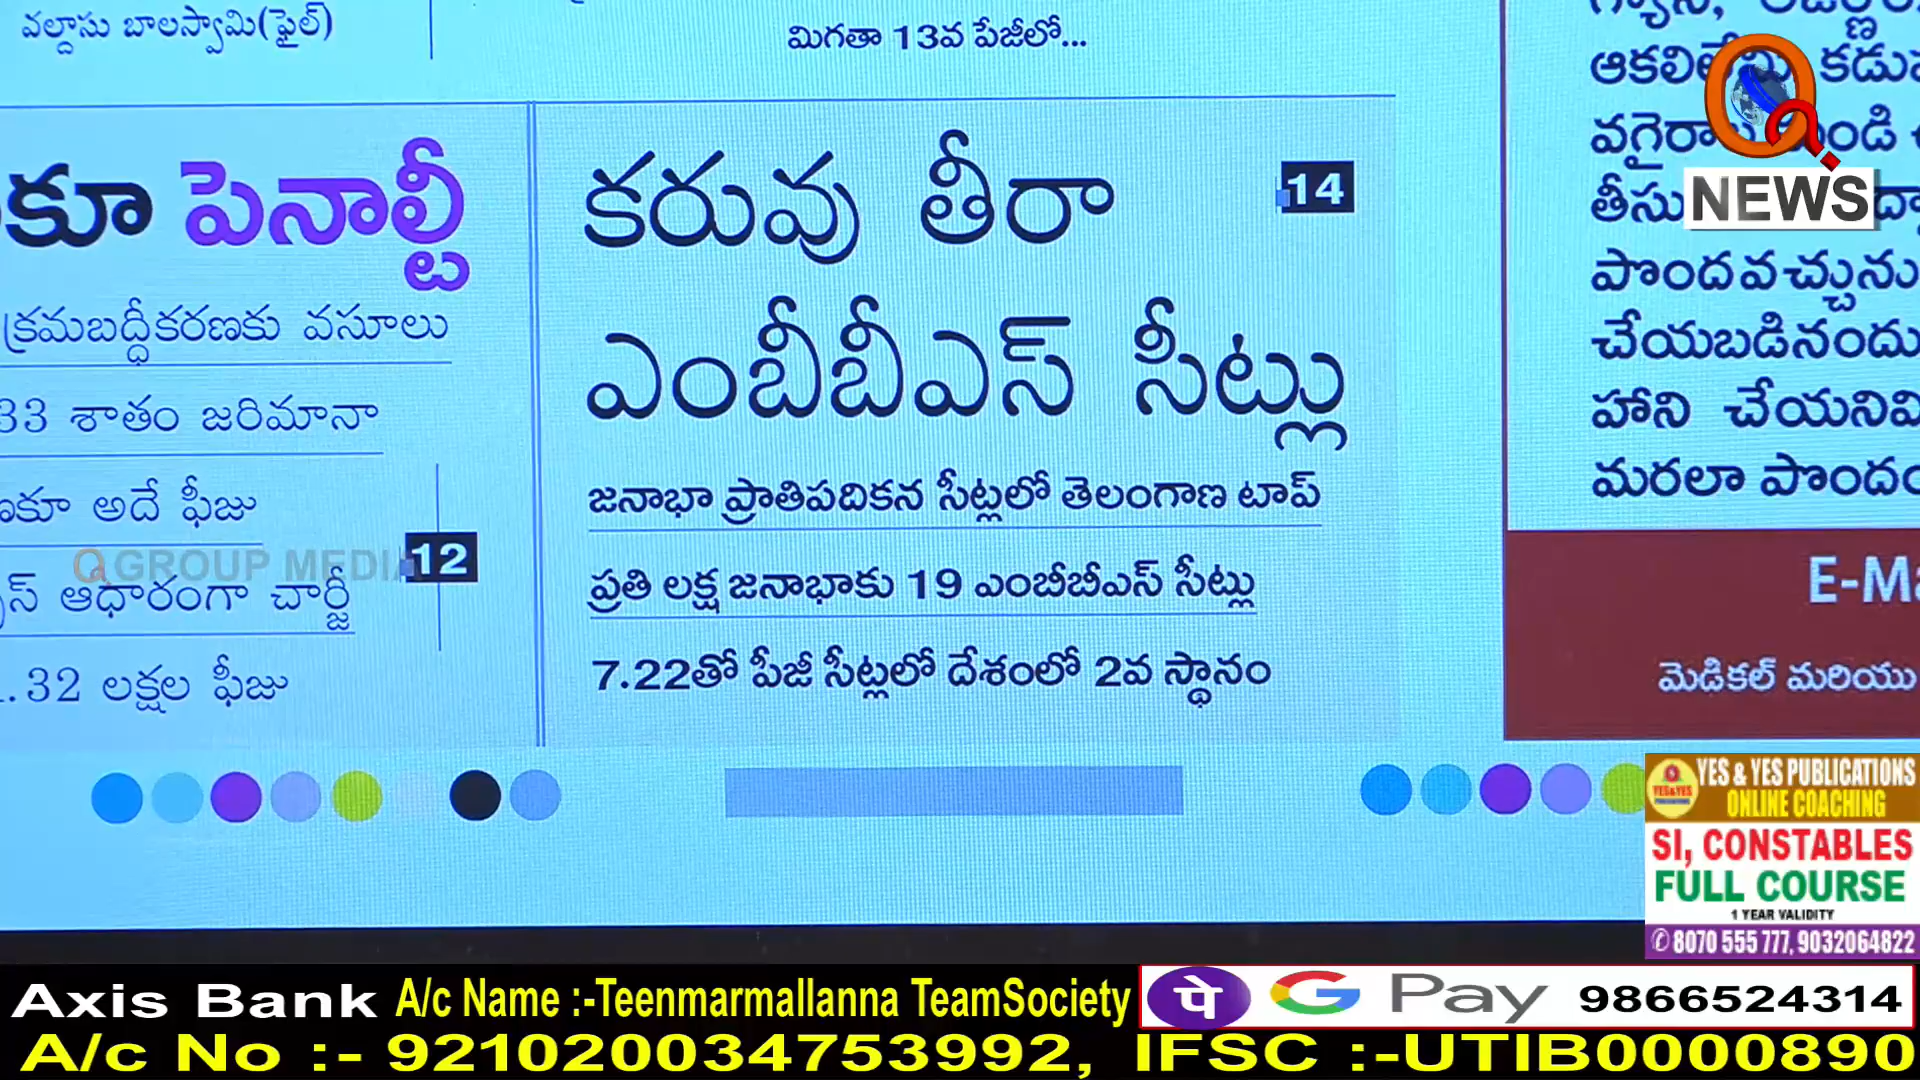 వల్దాసు బాలస్వామి(ఫైల్)
మిగతా 13వ పేజీలో...
కూ పెనాల్టీ
క్రమబద్ధీకరణకు వసూలు
33 శాతం జరిమానా
అదే ఫీజు
12
ఆధారంగా చార్జీ
.32 లక్షల ఫీజు
కరువు తీరా
14
ఎంబీబీఎస్ సీట్లు
జనాభా ప్రాతిపదికన సీట్లలో తెలంగాణ టాప్
ప్రతి లక్ష జనాభాకు 19 ఎంబీబీఎస్ సీట్లు
7.22తో పీజీ సీట్లలో దేశంలో 2వ స్థానం
కడుపు
తీసు
పొందవచ్చును
చేయబడినందు
హాని చేయనివి
మరలా
E-Ma
మెడికల్ మరియు
Q NEWS
Q GROUP MEDIA
YES & YES PUBLICATIONS
ONLINE COACHING
SI, CONSTABLES
FULL COURSE
1 YEAR VALIDITY
8070 555 777, 9032064822
Axis Bank A/c Name :-Teenmarmallanna TeamSociety
पे G Pay 9866524314
A/c No :- 921020034753992, IFSC :-UTIB0000890